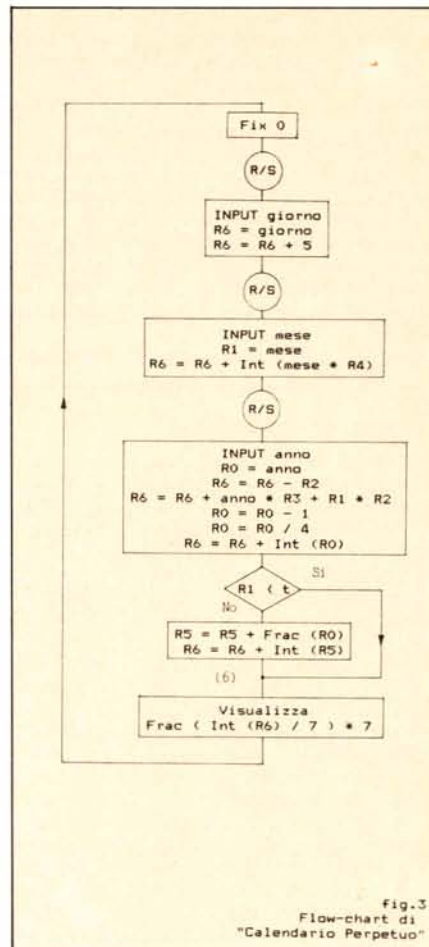 Fix 0
R/S
INPUT giorno
R6 = giorno
R6 = R6 + 5
R/S
INPUT mese
R1 = mese
R6 = R6 + Int (mese * R4)
R/S
INPUT anno
R0 = anno
R6 = R6 - R2
R6 = R6 + anno * R3 + R1 * R2
R0 = R0 - 1
R0 = R0 / 4
R6 = R6 + Int (R0)
Si
R1 < t
No
R5 = R5 + Frac (R0)
R6 = R6 + Int (R5)
(6)
Visualizza
Frac ( Int (R6) / 7 ) * 7
fig.3
Flow-chart di
"Calendario Perpetuo"